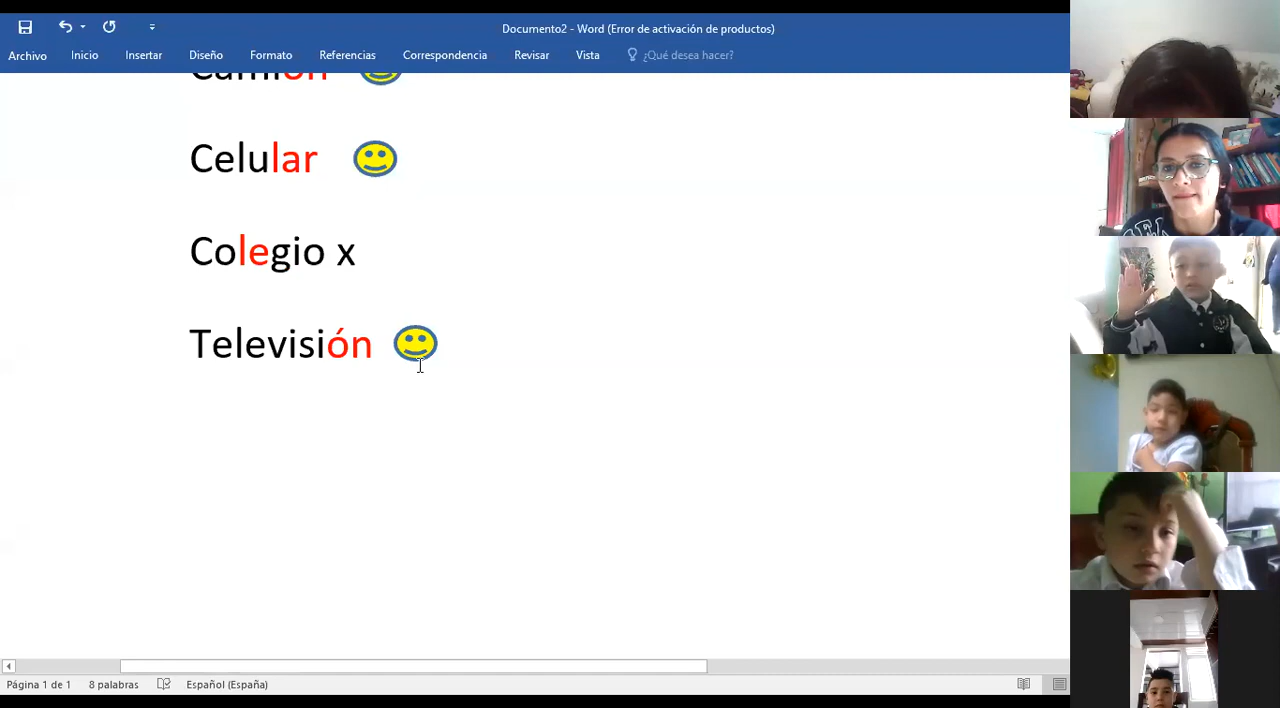 Documento2 - Word (Error de activación de productos)
Archivo Inicio Insertar Diseño Formato Referencias Correspondencia Revisar Vista ¿Qué desea hacer?
Camión
Celular
Colegio x
Televisión
Página 1 de 1 8 palabras Español (España)